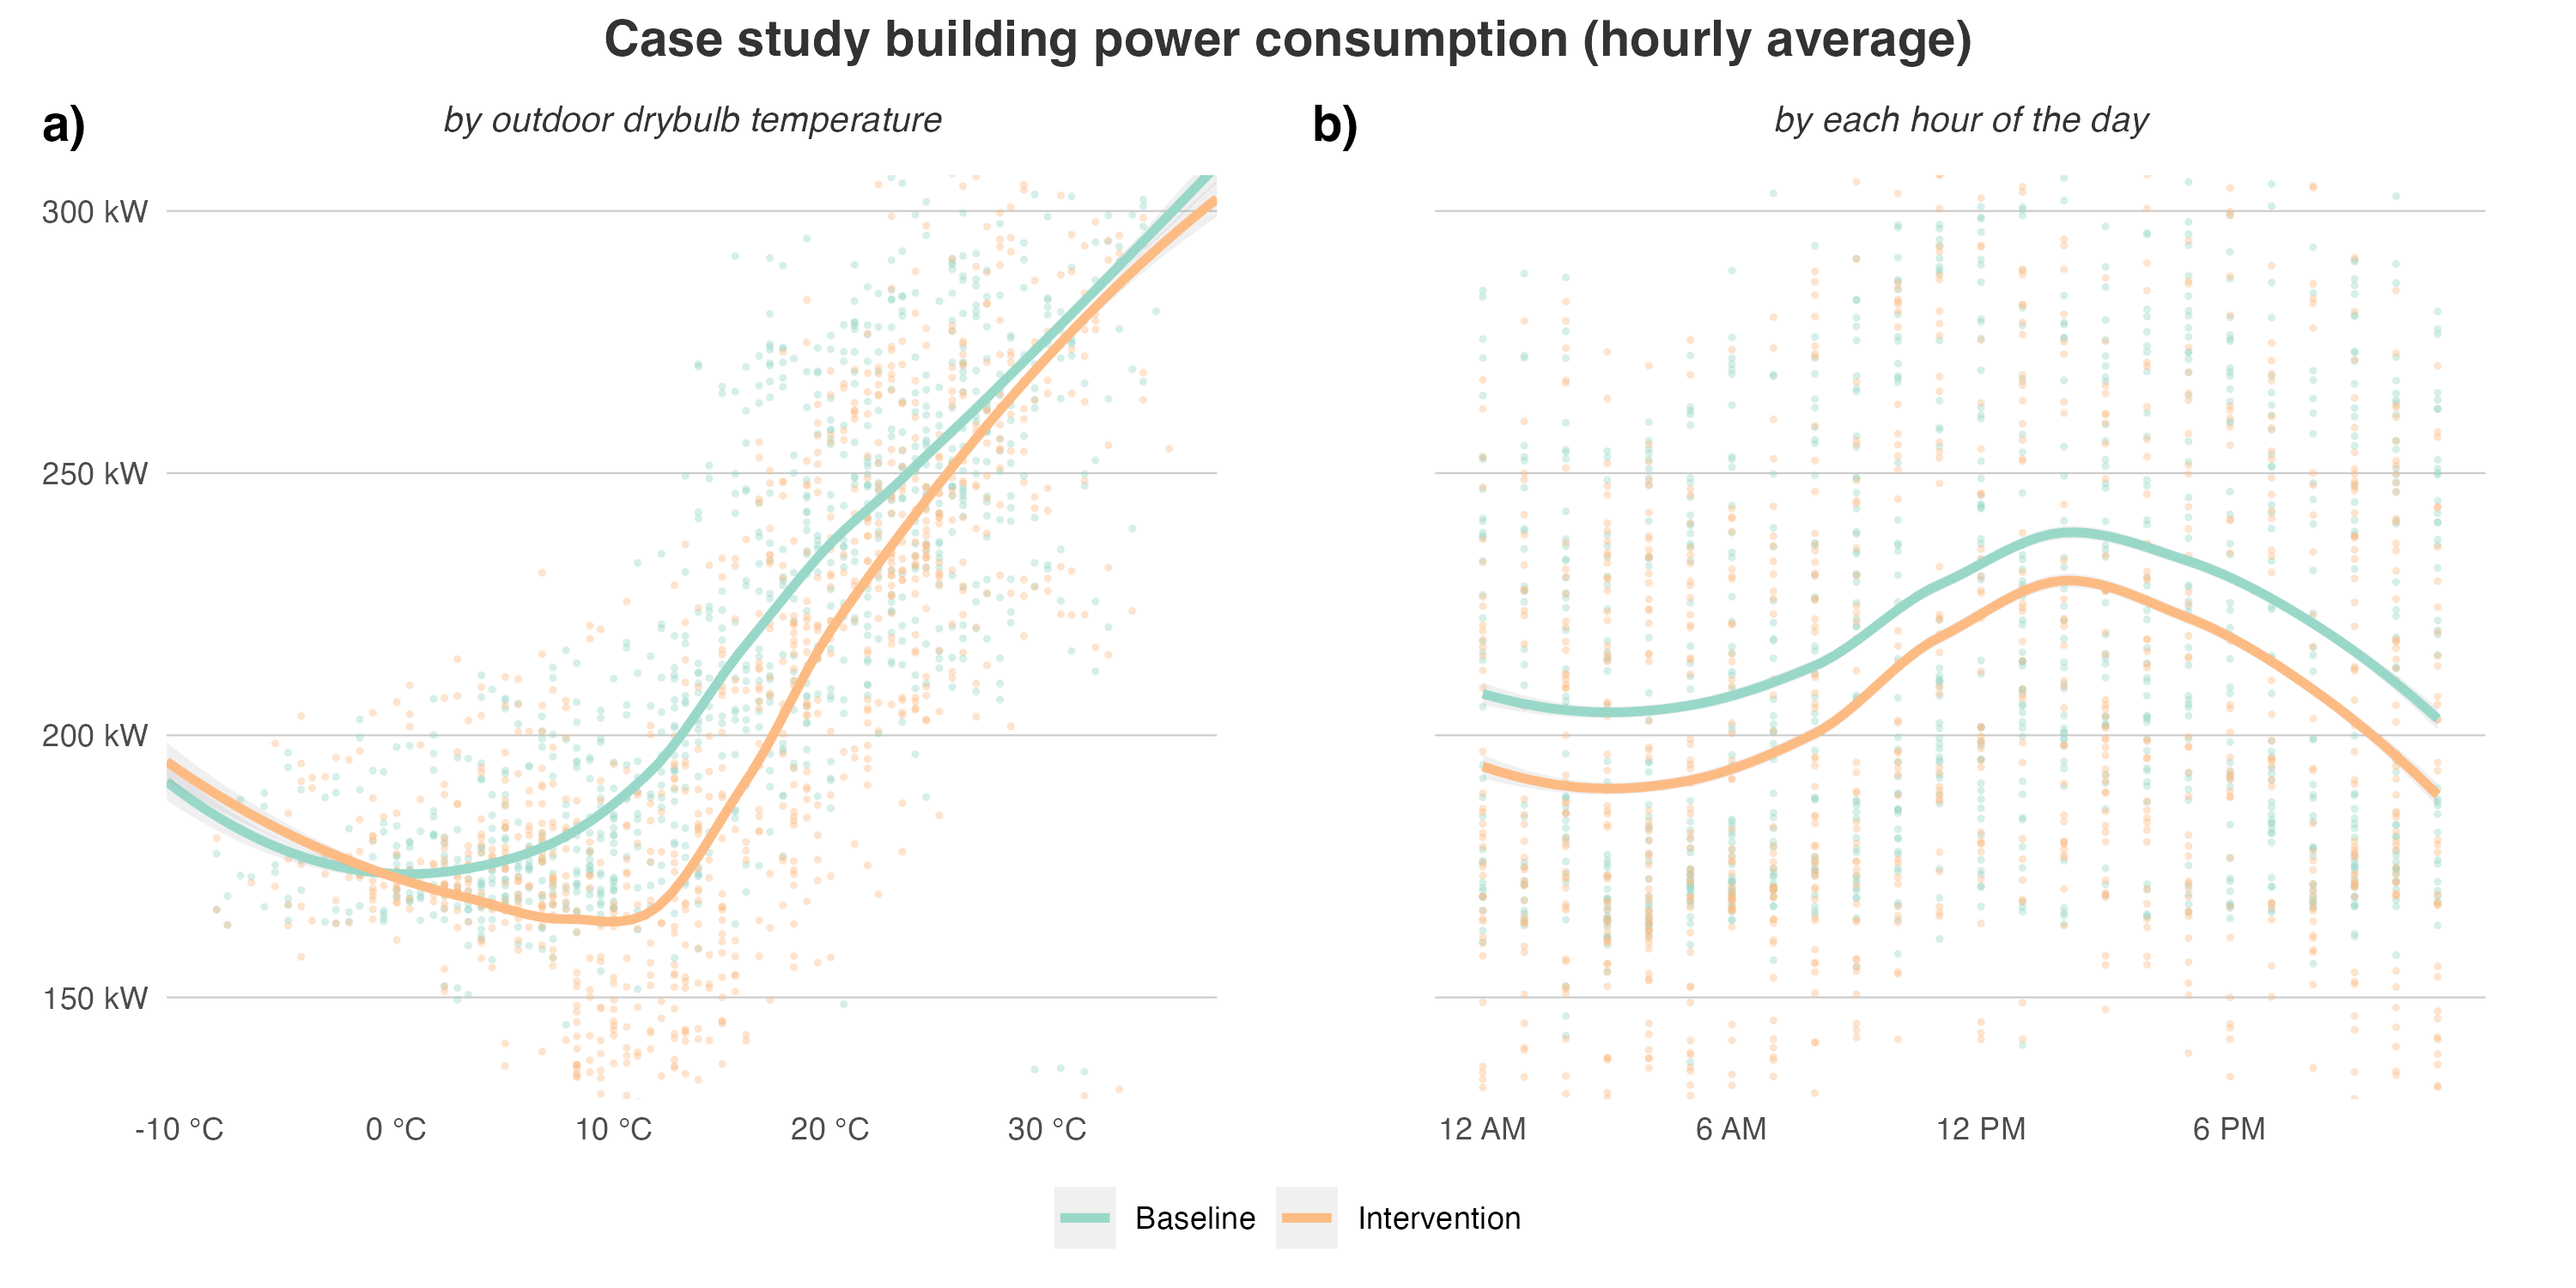 Case study building power consumption (hourly average)
a)
by outdoor drybulb temperature
300 kW
250 kW
200 kW
150 kW
-10 °C 0 °C 10 °C 20 °C 30 °C
b)
by each hour of the day
12 AM 6 AM 12 PM 6 PM
Baseline Intervention